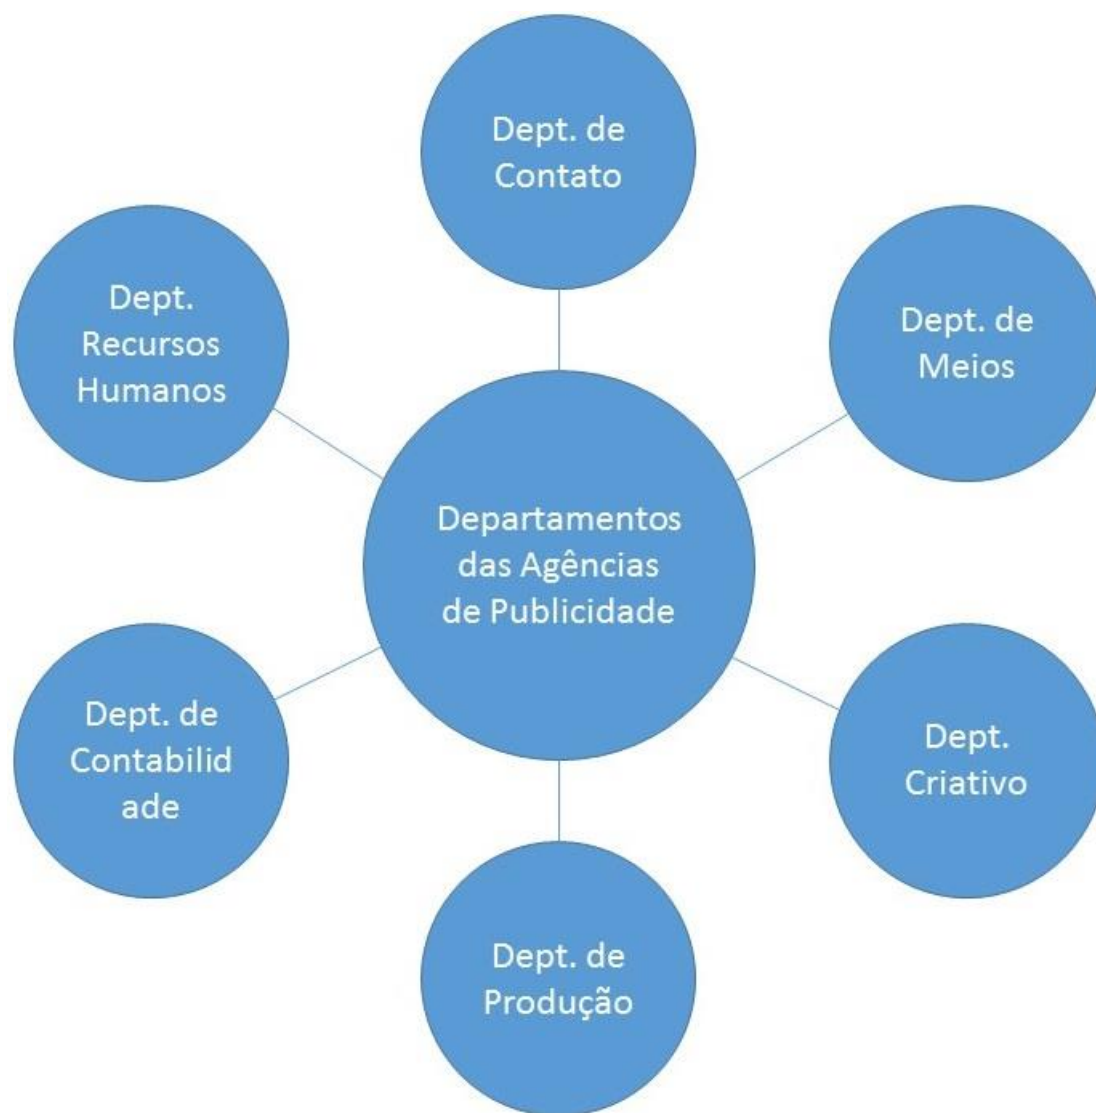 Dept. de
Contato
Dept.
Recursos
Humanos
Dept. de
Meios
Departamentos
das Agências
de Publicidade
Dept. de
Contabilid
ade
Dept.
Criativo
Dept. de
Produção